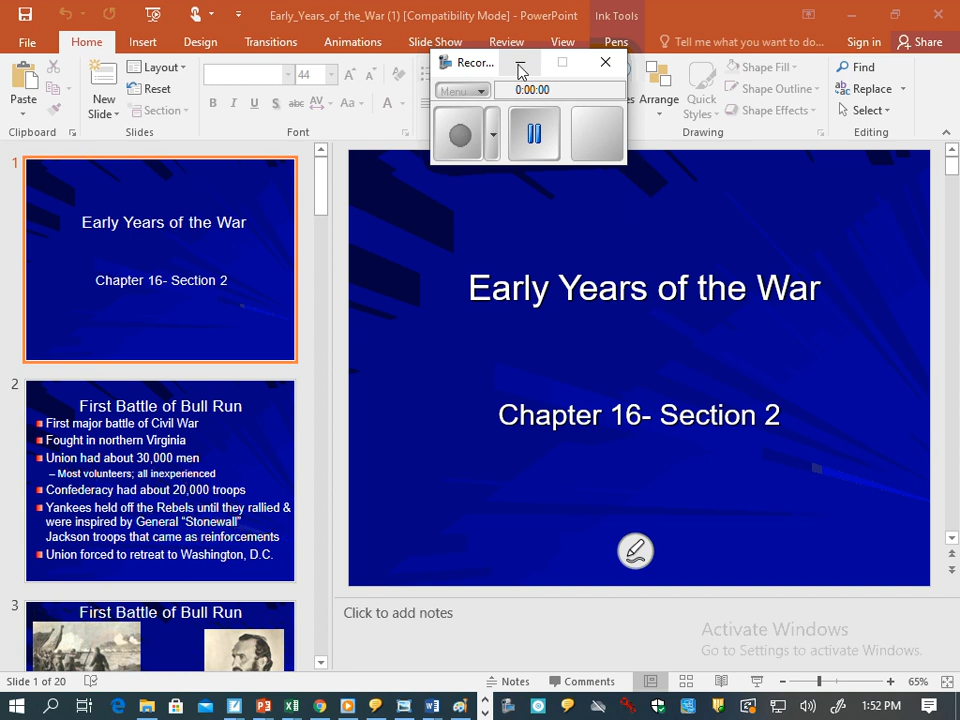 Early_Years_of_the_War (1) [Compatibility Mode] - PowerPoint
Ink Tools
File
Home
Insert
Design
Transitions
Animations
Slide Show
Review
View
Pens
Tell me what you want to do...
Sign in
Share
Recor...
Menu
0:00:00
Paste
New
Slide
Layout
Reset
Section
44
B
I
U
S
abc
AV
Aa
A
Arrange
Quick
Styles
Shape Fill
Shape Outline
Shape Effects
Find
Replace
Select
Clipboard
Slides
Font
Drawing
Editing
1
Early Years of the War
Chapter 16- Section 2
2
First Battle of Bull Run
First major battle of Civil War
Fought in northern Virginia
Union had about 30,000 men
– Most volunteers; all inexperienced
Confederacy had about 20,000 troops
Yankees held off the Rebels until they rallied &
were inspired by General "Stonewall"
Jackson troops that came as reinforcements
Union forced to retreat to Washington, D.C.
3
First Battle of Bull Run
Early Years of the War
Chapter 16- Section 2
Click to add notes
Activate Windows
Go to Settings to activate Windows.
Slide 1 of 20
Notes
Comments
65%
1:52 PM